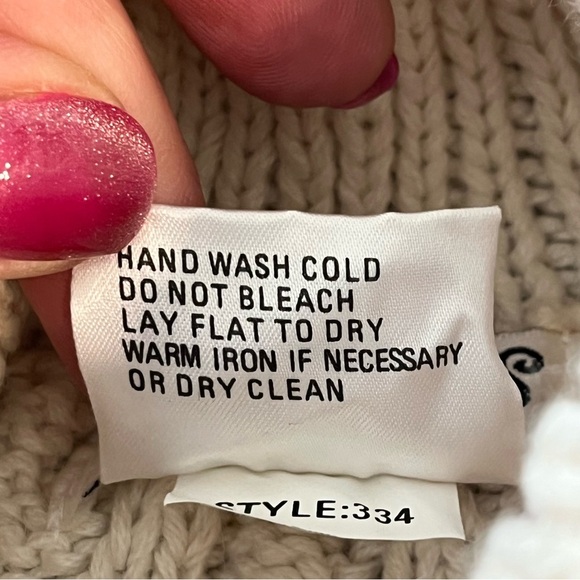 HAND WASH COLD
DO NOT BLEACH
LAY FLAT TO DRY
WARM IRON IF NECESSARY
OR DRY CLEAN
STYLE:334